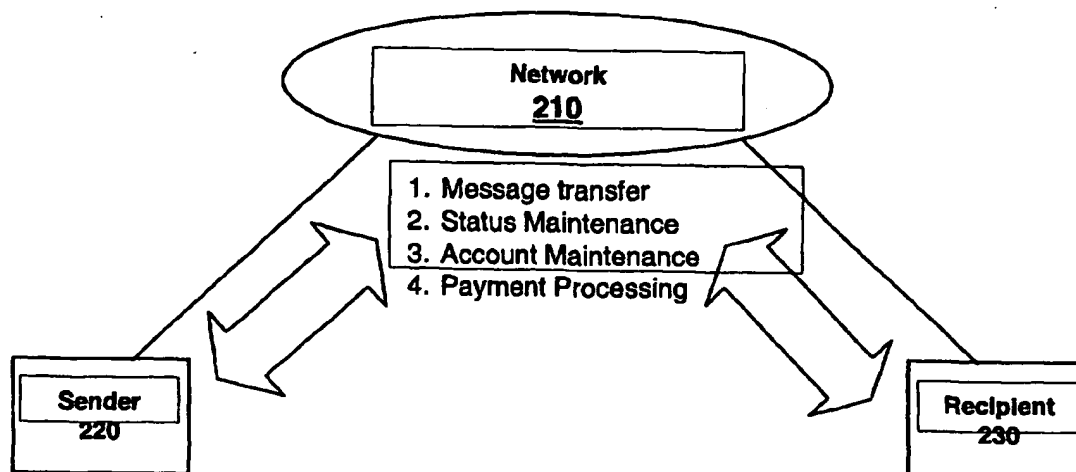 Network
210
1. Message transfer
2. Status Maintenance
3. Account Maintenance
4. Payment Processing
Sender
220
Recipient
230